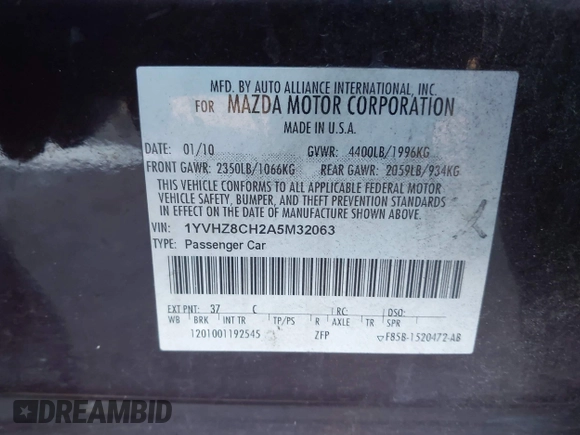 MFD. BY AUTO ALLIANCE INTERNATIONAL, INC.
FOR MAZDA MOTOR CORPORATION
MADE IN U.S.A.
DATE: 01/10 GVWR: 4400LB/1996KG
FRONT GAWR: 2350LB/1066KG REAR GAWR: 2059LB/934KG
THIS VEHICLE CONFORMS TO ALL APPLICABLE FEDERAL MOTOR
VEHICLE SAFETY, BUMPER, AND THEFT PREVENTION STANDARDS
IN EFFECT ON THE DATE OF MANUFACTURE SHOWN ABOVE.
VIN: 1YVHZ8CH2A5M32063
TYPE: Passenger Car
EXT PNT: 37 C RC: DSO:
WB BRK INT TR TP/PS R AXLE TR SPR
1201001192545 ZFP ▽F85B-1520472-AB
DREAMBID